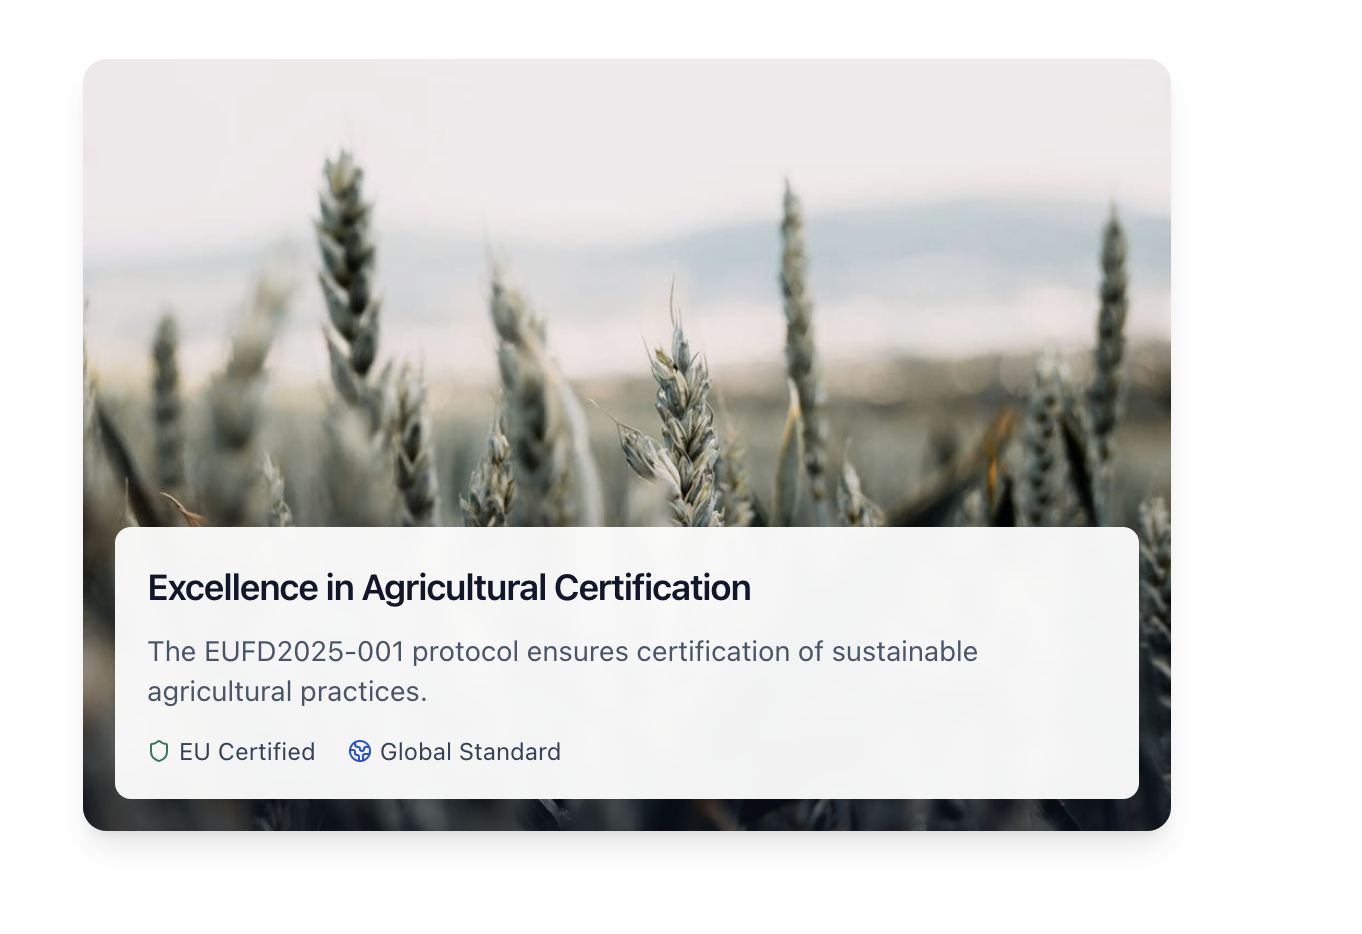 Excellence in Agricultural Certification
The EUFD2025-001 protocol ensures certification of sustainable
agricultural practices.
EU Certified
Global Standard